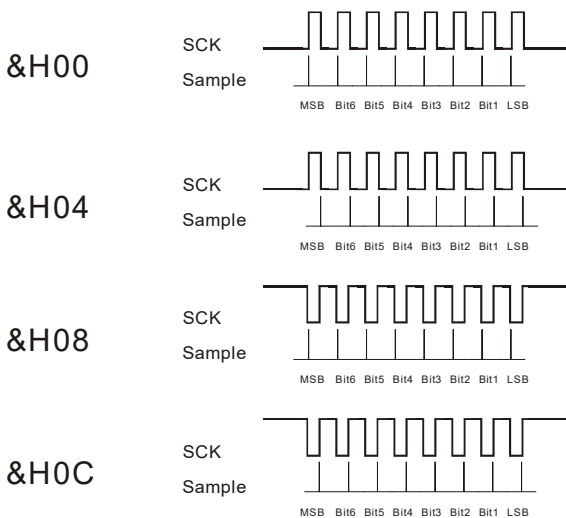 SCK
&H00
Sample
MSB Bit6 Bit5 Bit4 Bit3 Bit2 Bit1 LSB
SCK
&H04
Sample
MSB Bit6 Bit5 Bit4 Bit3 Bit2 Bit1 LSB
SCK
&H08
Sample
MSB Bit6 Bit5 Bit4 Bit3 Bit2 Bit1 LSB
SCK
&H0C
Sample
MSB Bit6 Bit5 Bit4 Bit3 Bit2 Bit1 LSB